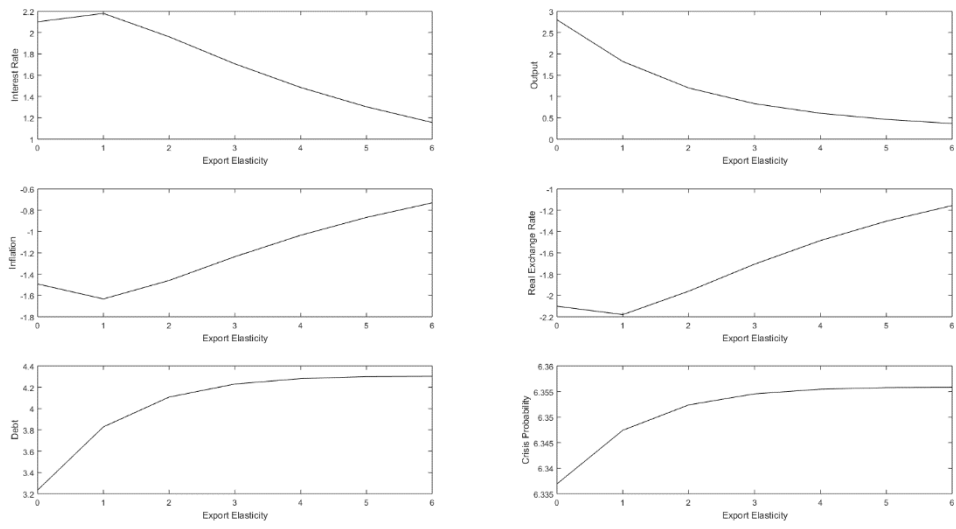 2.2
2
1.8
1.6
1.4
1.2
1
Interest Rate
0 1 2 3 4 5 6
Export Elasticity
3
2.5
2
1.5
1
0.5
0
Output
0 1 2 3 4 5 6
Export Elasticity
-0.6
-0.8
-1
-1.2
-1.4
-1.6
-1.8
Inflation
0 1 2 3 4 5 6
Export Elasticity
-1
-1.2
-1.4
-1.6
-1.8
-2
-2.2
Real Exchange Rate
0 1 2 3 4 5 6
Export Elasticity
4.4
4.2
4
3.8
3.6
3.4
3.2
Debt
0 1 2 3 4 5 6
Export Elasticity
6.36
6.355
6.35
6.345
6.34
6.335
Crisis Probability
0 1 2 3 4 5 6
Export Elasticity